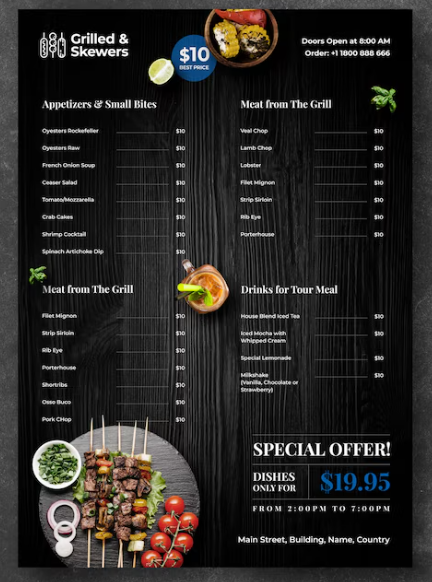 Grilled &
Skewers
$10
BEST PRICE
Doors Open at 8:00 AM
Order: +1 1800 888 666
Appetizers & Small Bites
Oyesters Rockefeller $10
Oyesters Raw $10
French Onion Soup $10
Ceaser Salad $10
Tomato/Mozzarella $10
Crab Cakes $10
Shrimp Cocktail $10
Spinach Artichoke Dip $10
Meat from The Grill
Veal Chop $10
Lamb Chop $10
Lobster $10
Filet Mignon $10
Strip Sirloin $10
Rib Eye $10
Porterhouse $10
Meat from The Grill
Filet Mignon $10
Strip Sirloin $10
Rib Eye $10
Porterhouse $10
Shortribs $10
Osse Buco $10
Pork CHop $10
Drinks for Tour Meal
House Blend Iced Tea $10
Iced Mocha with $10
Whipped Cream
Special Lemonade $10
Milkshake $10
(Vanilla, Chocolate or
Strawberry)
SPECIAL OFFER!
DISHES
ONLY FOR
$19.95
FROM 2:00PM TO 7:00PM
Main Street, Building, Name, Country